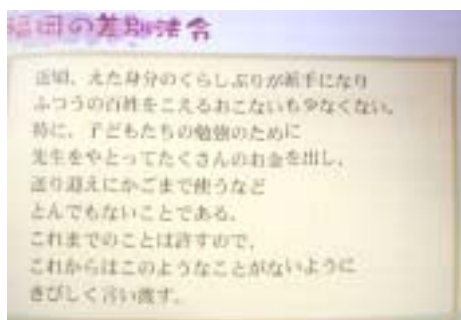 福岡の差別法令
近頃、えた身分のくらしぶりが派手になり
ふつうの百姓をこえるおこないも少なくない。
特に、子どもたちの勉強のために
先生をやとってたくさんのお金を出し、
送り迎えにかごまで使うなど
とんでもないことである。
これまでのことは許すので、
これからはこのようなことがないように
きびしく言い渡す。